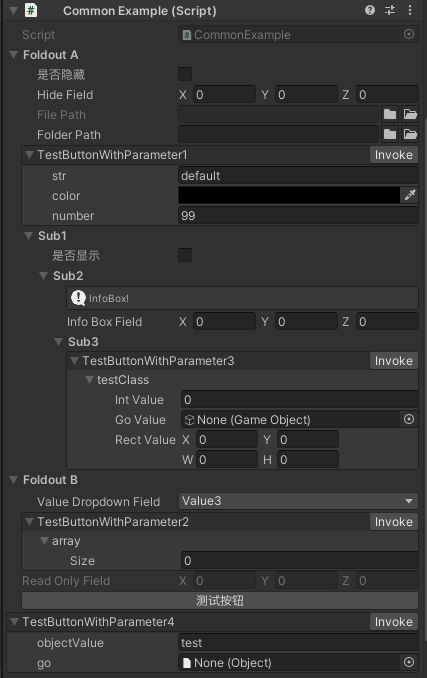 Common Example (Script)
Script CommonExample
Foldout A
是否隐藏
Hide Field X 0 Y 0 Z 0
File Path
Folder Path
TestButtonWithParameter1 Invoke
str default
color
number 99
Sub1
是否显示
Sub2
InfoBox!
Info Box Field X 0 Y 0 Z 0
Sub3
TestButtonWithParameter3 Invoke
testClass
Int Value 0
Go Value None (Game Object)
Rect Value X 0 Y 0
W 0 H 0
Foldout B
Value Dropdown Field Value3
TestButtonWithParameter2 Invoke
array
Size 0
Read Only Field X 0 Y 0 Z 0
测试按钮
TestButtonWithParameter4 Invoke
objectValue test
go None (Object)